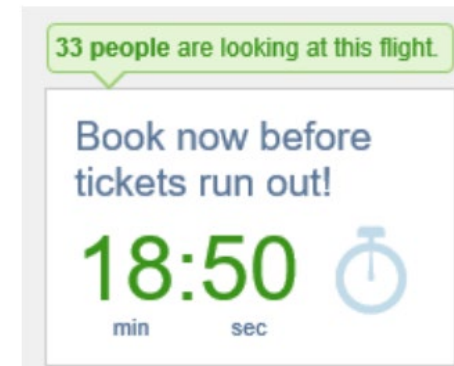 33 people are looking at this flight.
Book now before
tickets run out!
18:50
min sec